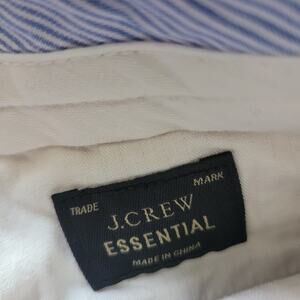 TRADE MARK
J.CREW
ESSENTIAL
MADE IN CHINA